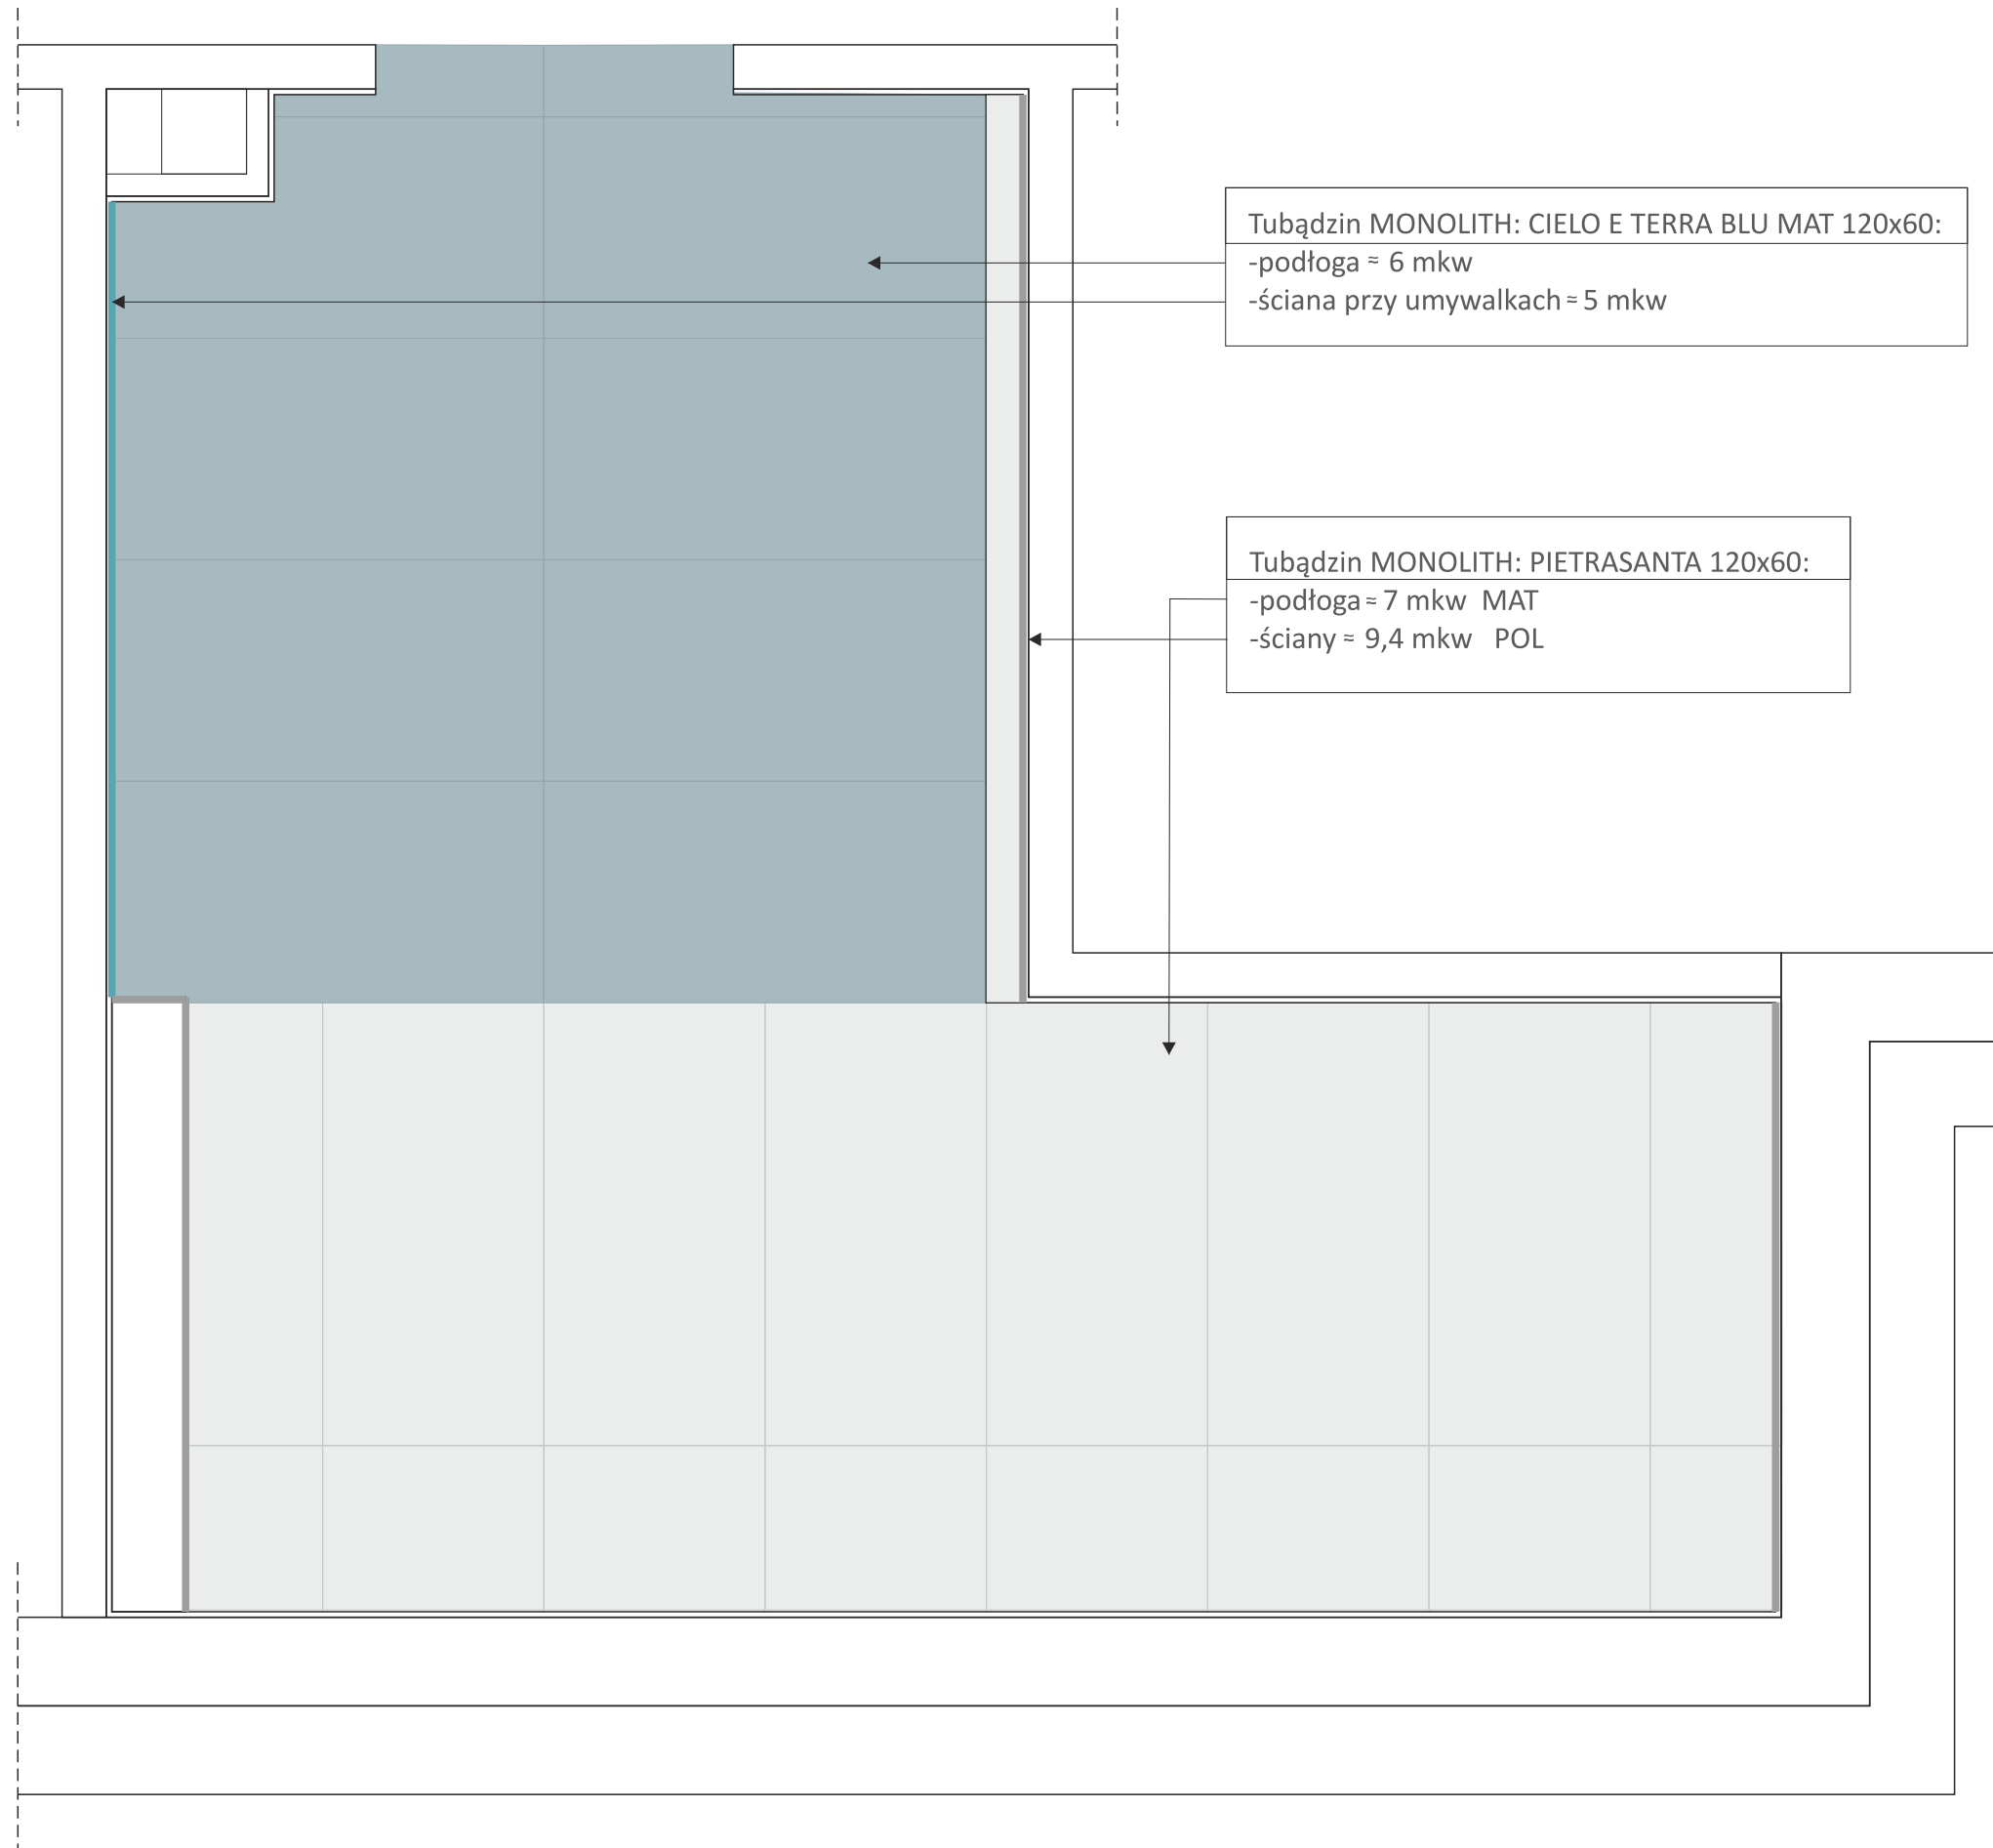 Tubądzin MONOLITH: CIELO E TERRA BLU MAT 120x60:
-podłoga ≈ 6 mkw
-ściana przy umywalkach ≈ 5 mkw
Tubądzin MONOLITH: PIETRASANTA 120x60:
-podłoga ≈ 7 mkw MAT
-ściany ≈ 9,4 mkw POL